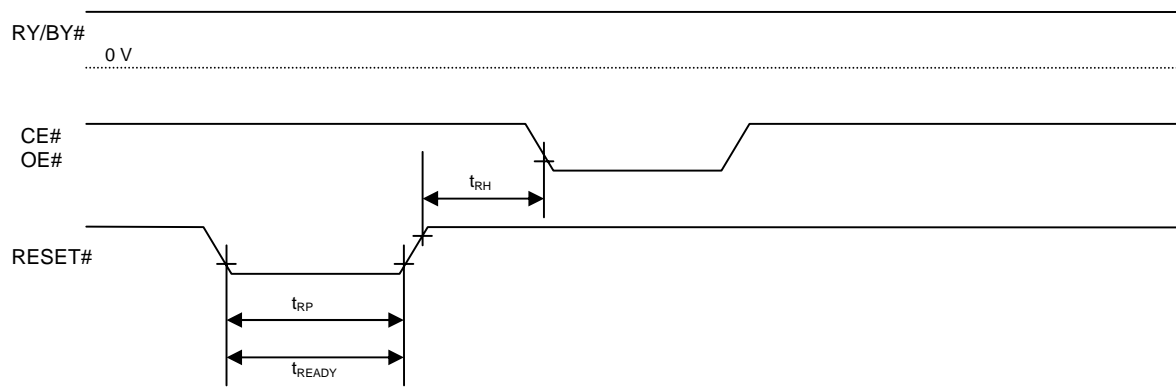 RY/BY#
0 V
CE#
OE#
tRH
RESET#
tRP
tREADY